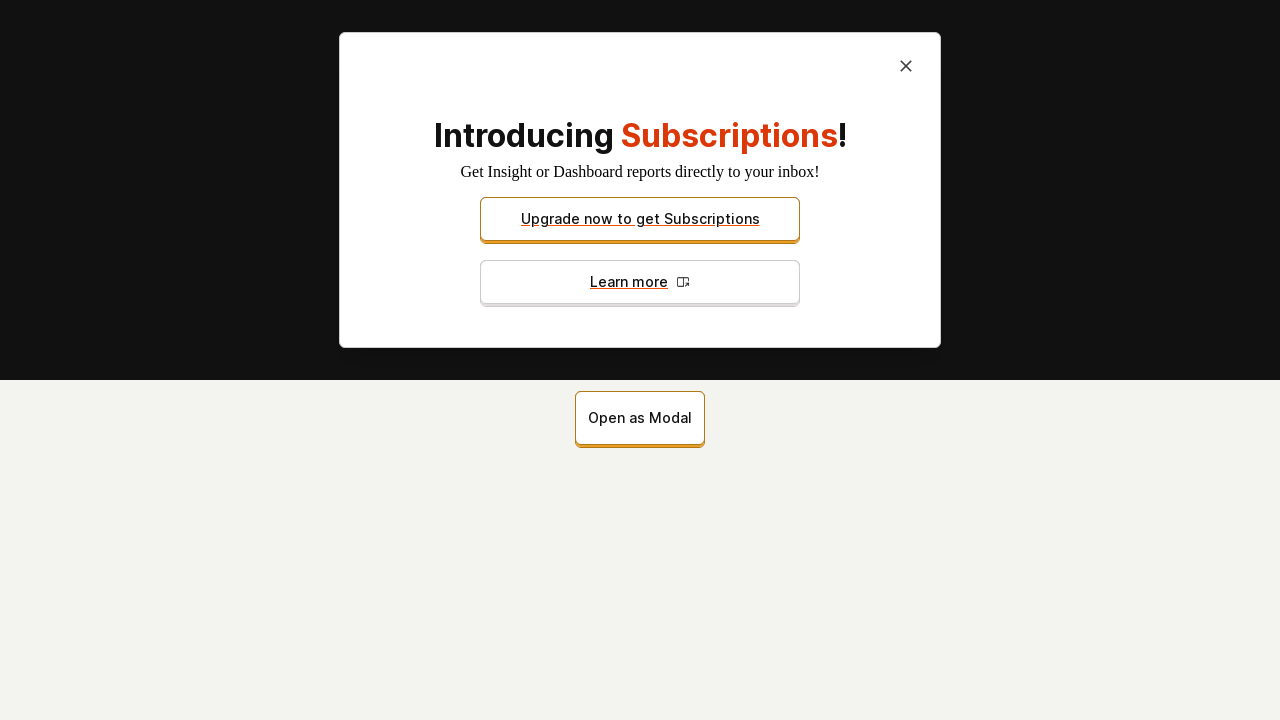 Introducing Subscriptions!
Get Insight or Dashboard reports directly to your inbox!
Upgrade now to get Subscriptions
Learn more
Open as Modal